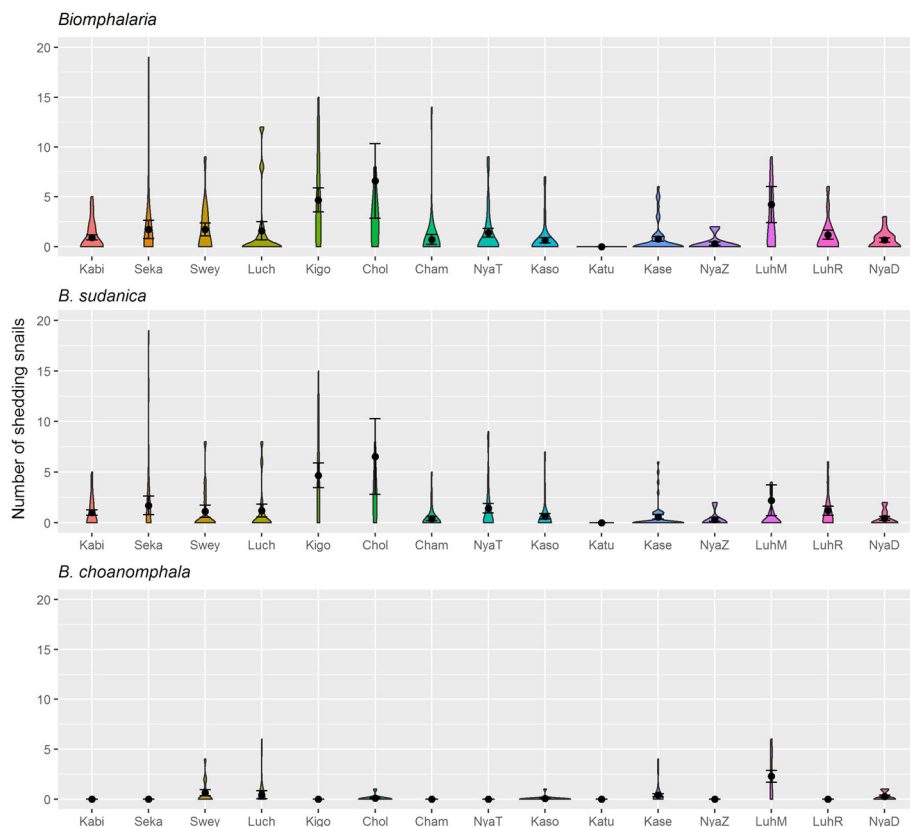 Biomphalaria
20
15
10
5
0
Kabi Seka Swey Luch Kigo Chol Cham NyaT Kaso Katu Kase NyaZ LuhM LuhR NyaD
B. sudanica
20
15
10
5
0
Number of shedding snails
Kabi Seka Swey Luch Kigo Chol Cham NyaT Kaso Katu Kase NyaZ LuhM LuhR NyaD
B. choanomphala
20
15
10
5
0
Kabi Seka Swey Luch Kigo Chol Cham NyaT Kaso Katu Kase NyaZ LuhM LuhR NyaD